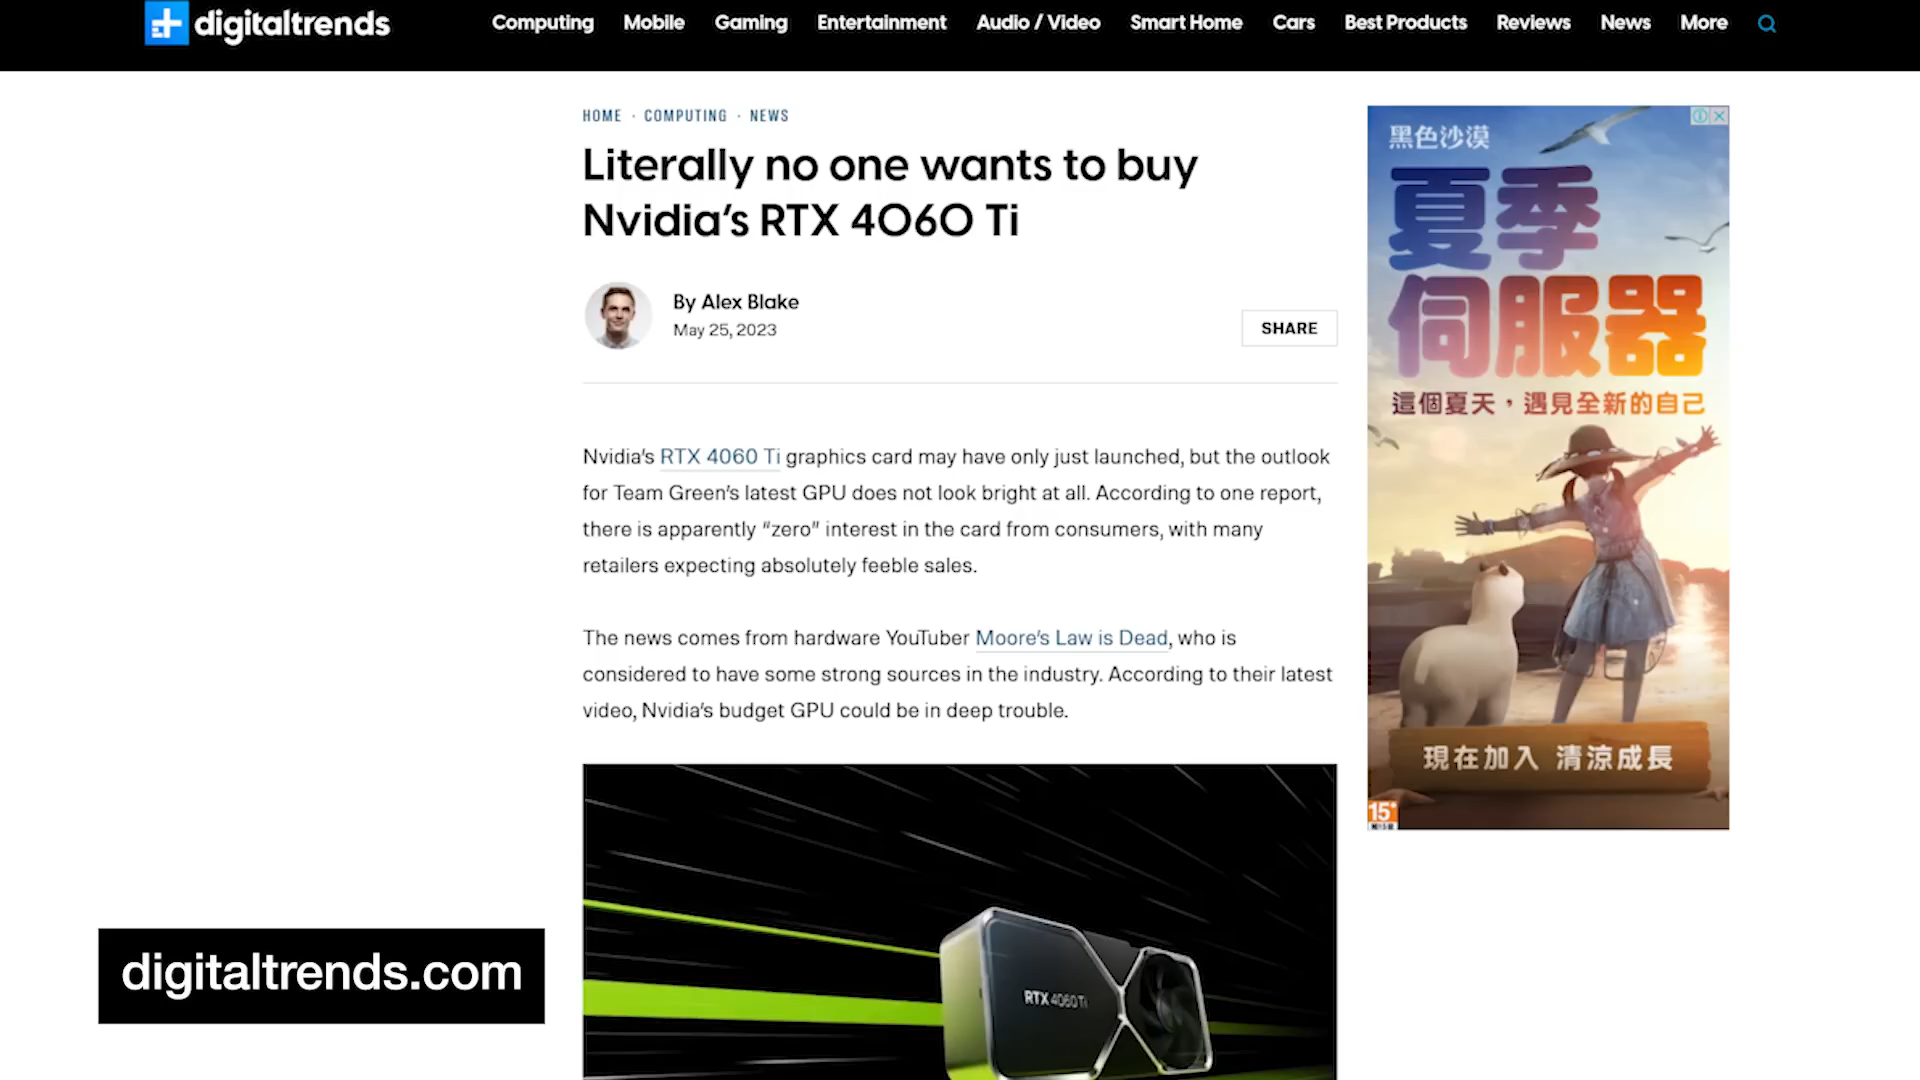 digitaltrends
Computing Mobile Gaming Entertainment Audio / Video Smart Home Cars Best Products Reviews News More
HOME · COMPUTING · NEWS
Literally no one wants to buy
Nvidia's RTX 4060 Ti
By Alex Blake
May 25, 2023
SHARE
Nvidia's RTX 4060 Ti graphics card may have only just launched, but the outlook
for Team Green's latest GPU does not look bright at all. According to one report,
there is apparently “zero” interest in the card from consumers, with many
retailers expecting absolutely feeble sales.
The news comes from hardware YouTuber Moore's Law is Dead, who is
considered to have some strong sources in the industry. According to their latest
video, Nvidia's budget GPU could be in deep trouble.
RTX 4060 Ti
黑色沙漠
夏季
伺服器
這個夏天，遇見全新的自己
現在加入 清涼成長
15+
digitaltrends.com